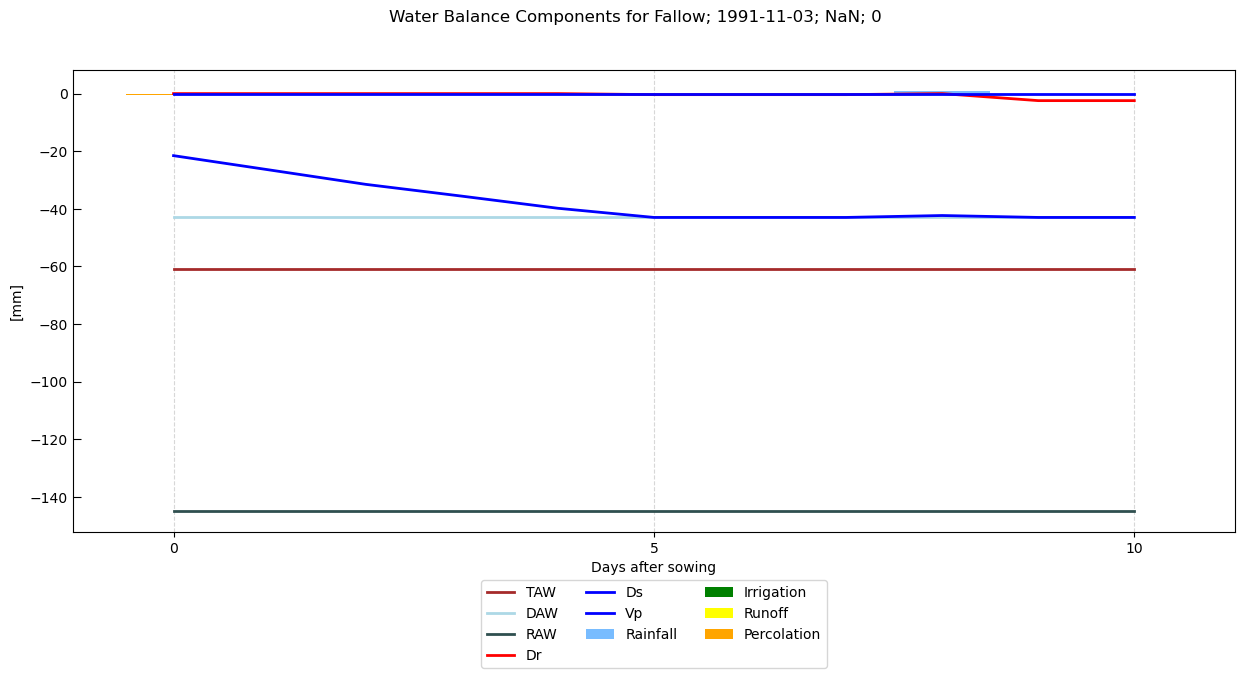 Water Balance Components for Fallow; 1991-11-03; NaN; 0
0
−20
−40
−60
−80
−100
−120
−140
[mm]
0 5 10
Days after sowing
TAW Ds Irrigation
DAW Vp Runoff
RAW Rainfall Percolation
Dr